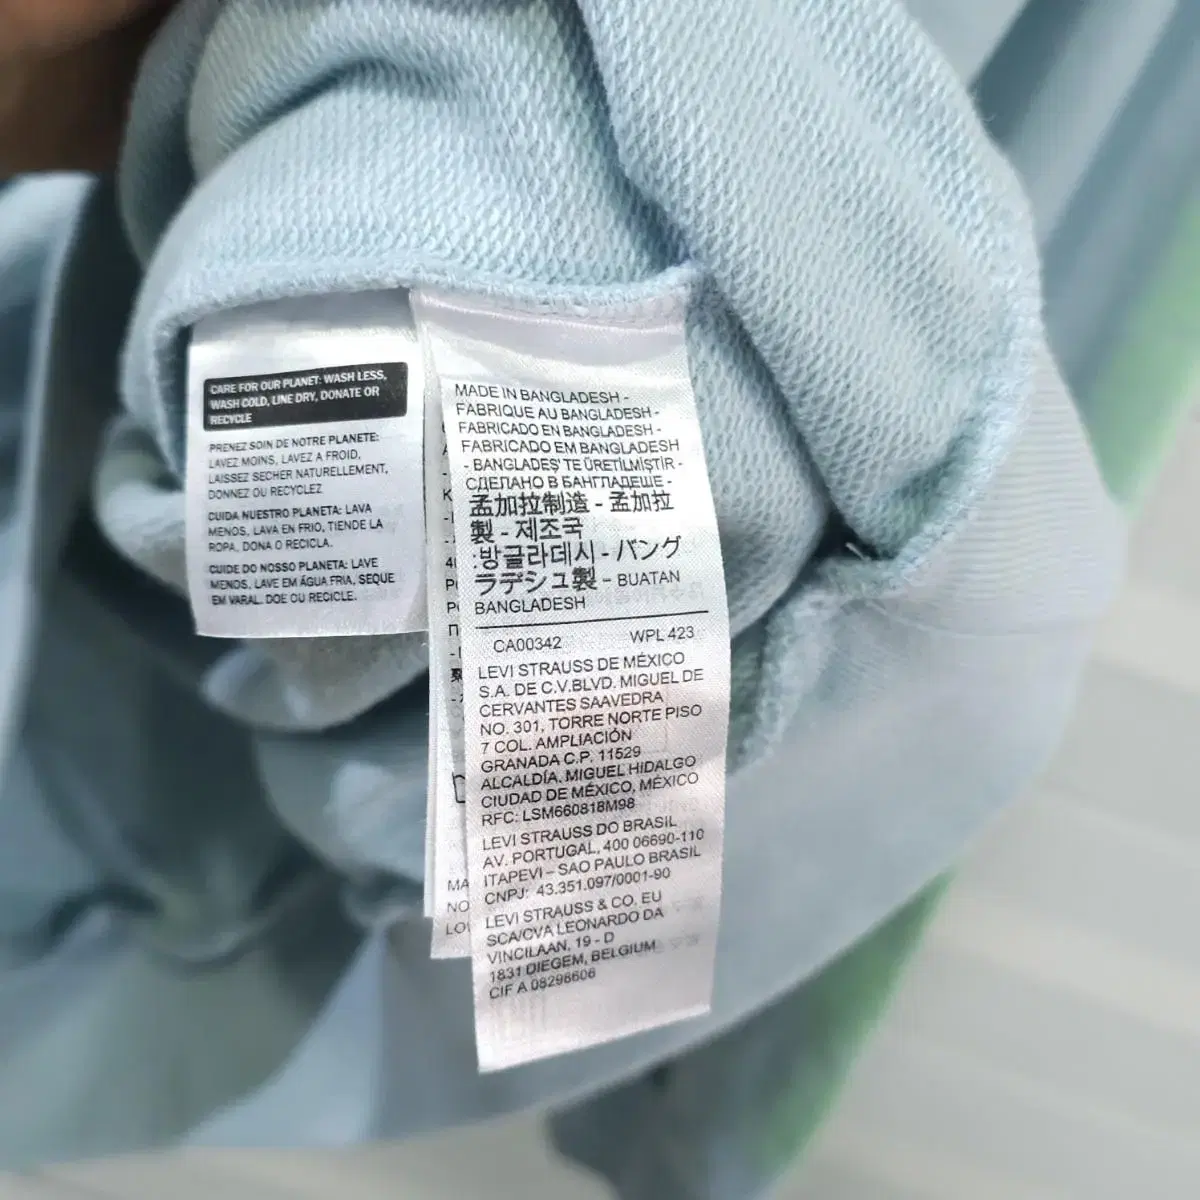 CARE FOR OUR PLANET: WASH LESS,
WASH COLD, LINE DRY, DONATE OR
RECYCLE
PRENEZ SOIN DE NOTRE PLANETE:
LAVEZ MOINS, LAVEZ A FROID,
LAISSEZ SECHER NATURELLEMENT,
DONNEZ OU RECYCLEZ
CUIDA NUESTRO PLANETA: LAVA
MENOS, LAVA EN FRIO, TIENDE LA
ROPA, DONA O RECICLA.
CUIDE DO NOSSO PLANETA: LAVE
MENOS, LAVE EM ÁGUA FRIA, SEQUE
EM VARAL. DOE OU RECICLE.
MADE IN BANGLADESH -
FABRIQUE AU BANGLADESH -
FABRICADO EN BANGLADESH -
FABRICADO EM BANGLADESH
- BANGLADEŞ' TE ÜRETİLMİŞTİR -
СДЕЛАНО В БАНГЛАДЕШЕ -
孟加拉制造 - 孟加拉
製 - 제조국
:방글라데시 - バング
ラデシュ製 - BUATAN
BANGLADESH
CA00342 WPL 423
LEVI STRAUSS DE MÉXICO
S.A. DE C.V.BLVD. MIGUEL DE
CERVANTES SAAVEDRA
NO. 301, TORRE NORTE PISO
7 COL. AMPLIACIÓN
GRANADA C.P. 11529
ALCALDÍA. MIGUEL HIDALGO
CIUDAD DE MÉXICO, MÉXICO
RFC: LSM660818M98
LEVI STRAUSS DO BRASIL
AV. PORTUGAL, 400 06690-110
ITAPEVI – SAO PAULO BRASIL
CNPJ: 43.351.097/0001-90
LEVI STRAUSS & CO. EU
SCA/CVA LEONARDO DA
VINCILAAN, 19 - D
1831 DIEGEM, BELGIUM
CIF A 08296606
MA
NO
LO